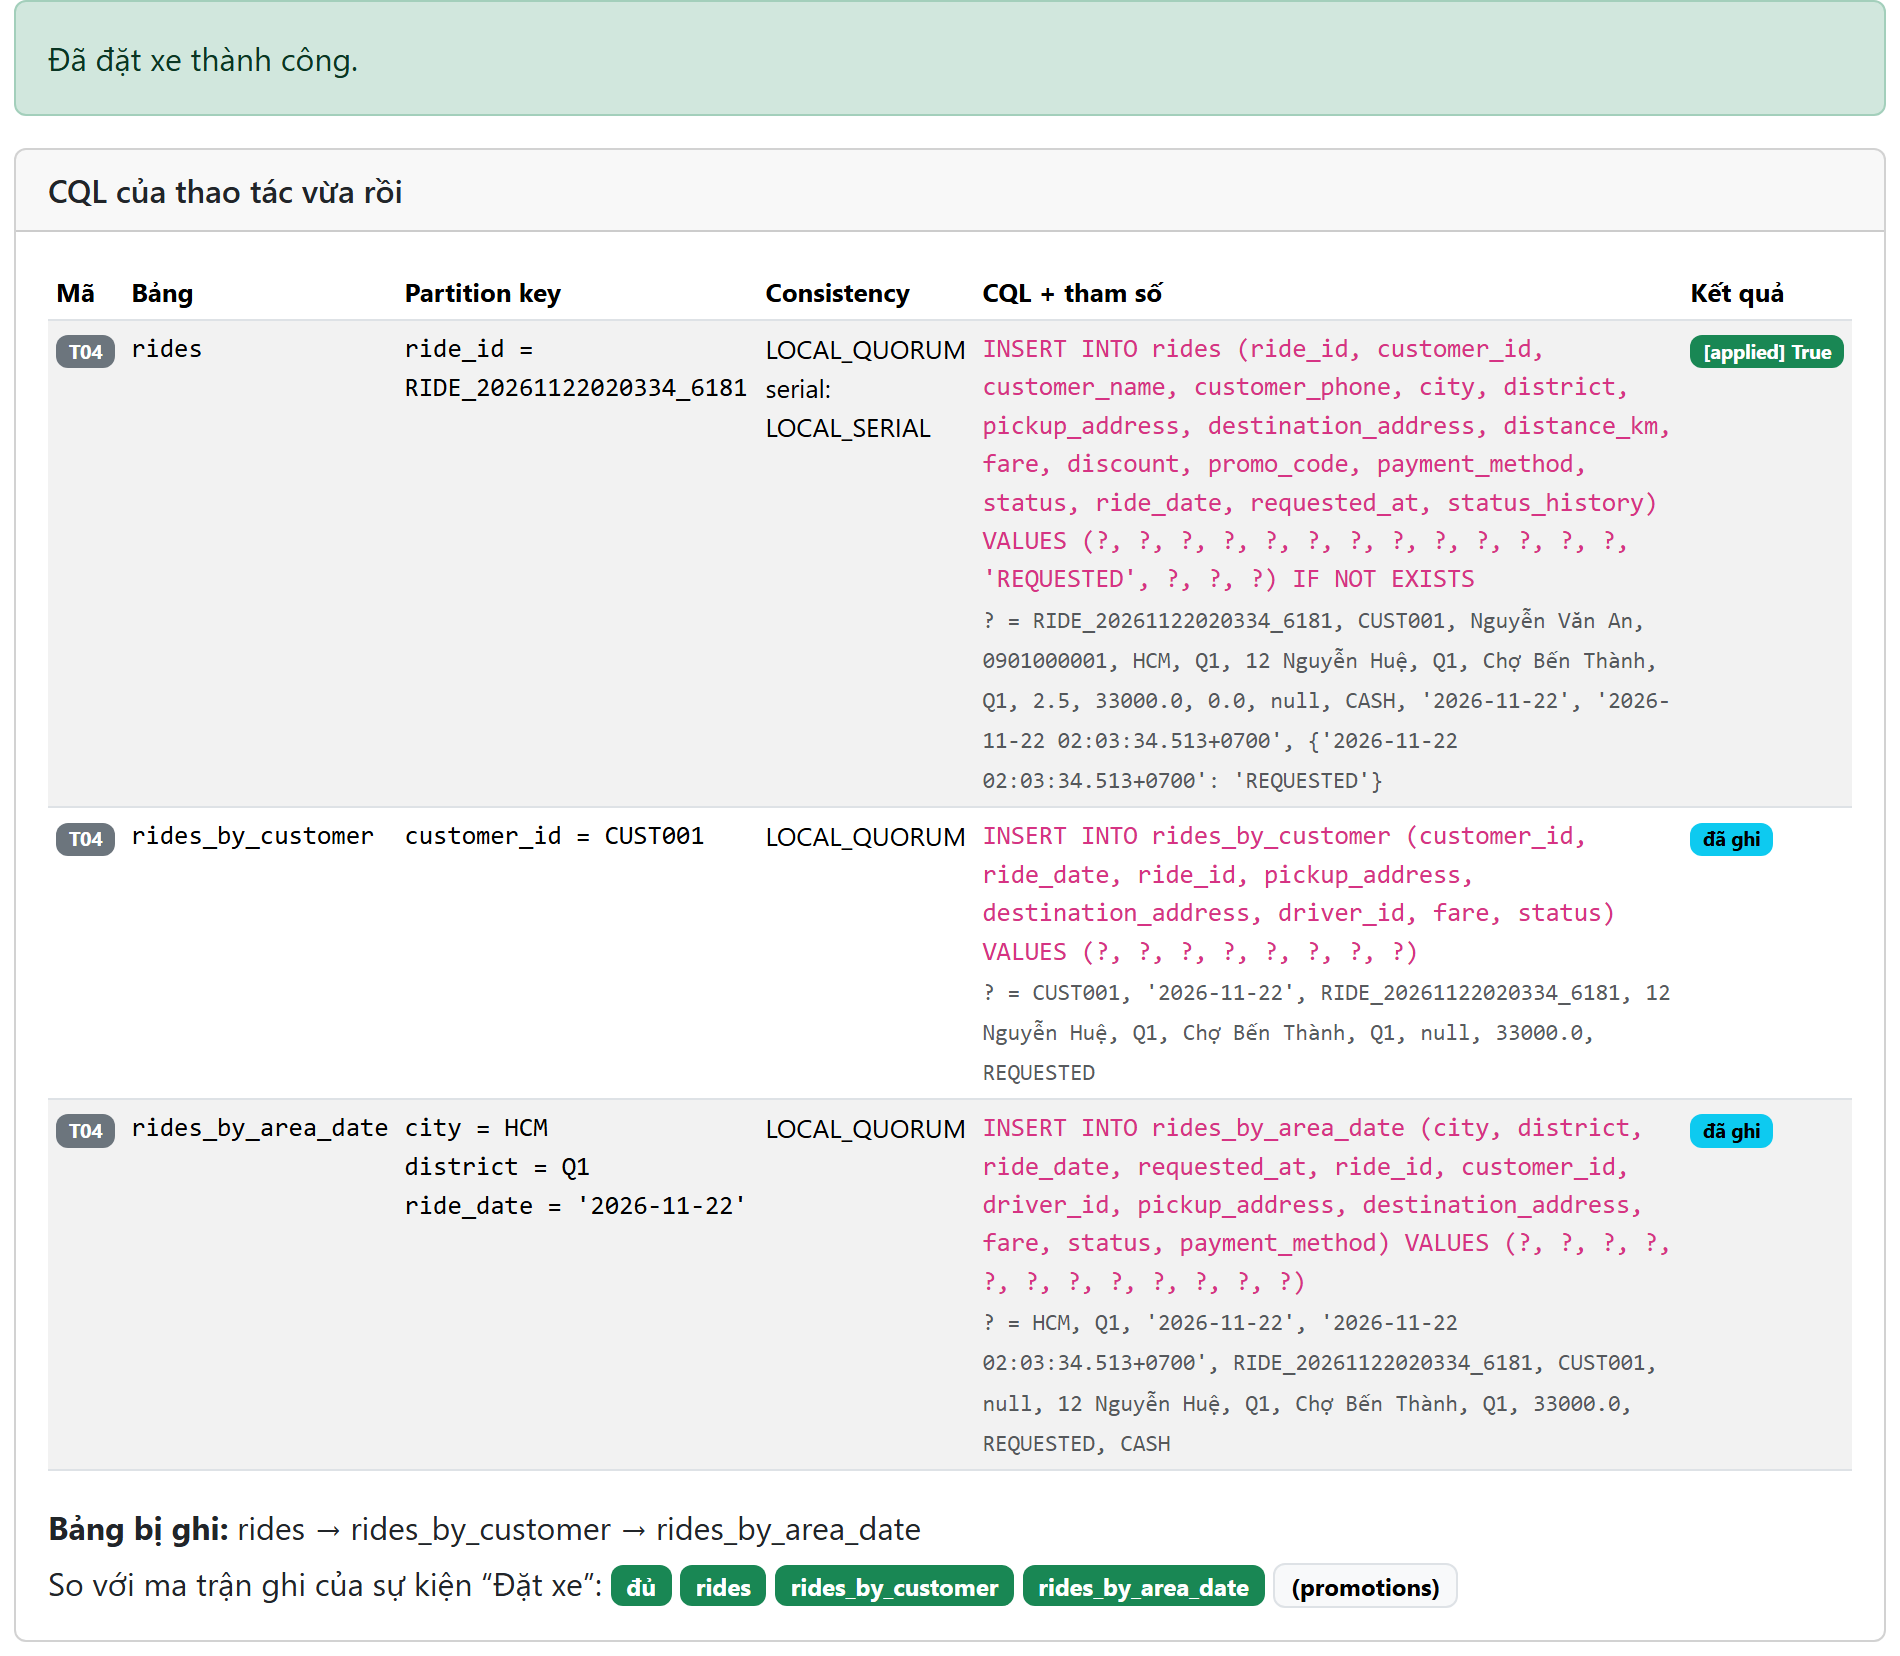 Đã đặt xe thành công.
CQL của thao tác vừa rồi
Mã Bảng Partition key Consistency CQL + tham số Kết quả
T04 rides
ride_id =
RIDE_20261122020334_6181
LOCAL_QUORUM
serial:
LOCAL_SERIAL
INSERT INTO rides (ride_id, customer_id,
customer_name, customer_phone, city, district,
pickup_address, destination_address, distance_km,
fare, discount, promo_code, payment_method,
status, ride_date, requested_at, status_history)
VALUES (?, ?, ?, ?, ?, ?, ?, ?, ?, ?, ?, ?, ?,
'REQUESTED', ?, ?, ?) IF NOT EXISTS
? = RIDE_20261122020334_6181, CUST001, Nguyễn Văn An,
0901000001, HCM, Q1, 12 Nguyễn Huệ, Q1, Chợ Bến Thành,
Q1, 2.5, 33000.0, 0.0, null, CASH, '2026-11-22', '2026-
11-22 02:03:34.513+0700', {'2026-11-22
02:03:34.513+0700': 'REQUESTED'}
[applied] True
T04 rides_by_customer
customer_id = CUST001
LOCAL_QUORUM
INSERT INTO rides_by_customer (customer_id,
ride_date, ride_id, pickup_address,
destination_address, driver_id, fare, status)
VALUES (?, ?, ?, ?, ?, ?, ?, ?)
? = CUST001, '2026-11-22', RIDE_20261122020334_6181, 12
Nguyễn Huệ, Q1, Chợ Bến Thành, Q1, null, 33000.0,
REQUESTED
đã ghi
T04 rides_by_area_date
city = HCM
district = Q1
ride_date = '2026-11-22'
LOCAL_QUORUM
INSERT INTO rides_by_area_date (city, district,
ride_date, requested_at, ride_id, customer_id,
driver_id, pickup_address, destination_address,
fare, status, payment_method) VALUES (?, ?, ?, ?,
?, ?, ?, ?, ?, ?, ?, ?)
? = HCM, Q1, '2026-11-22', '2026-11-22
02:03:34.513+0700', RIDE_20261122020334_6181, CUST001,
null, 12 Nguyễn Huệ, Q1, Chợ Bến Thành, Q1, 33000.0,
REQUESTED, CASH
đã ghi
Bảng bị ghi: rides → rides_by_customer → rides_by_area_date
So với ma trận ghi của sự kiện “Đặt xe”: đủ rides rides_by_customer rides_by_area_date (promotions)